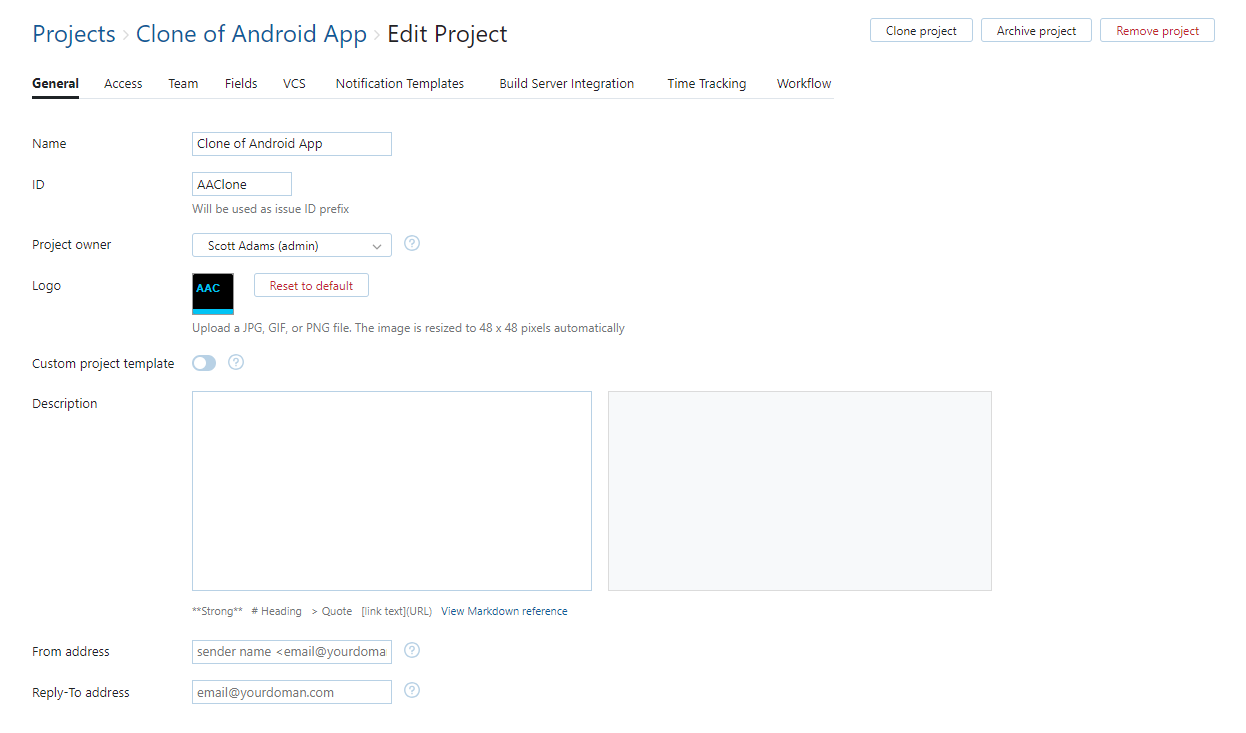 Projects › Clone of Android App › Edit Project
Clone project
Archive project
Remove project
General Access Team Fields VCS Notification Templates Build Server Integration Time Tracking Workflow
Name
Clone of Android App
ID
AAClone
Will be used as issue ID prefix
Project owner
Scott Adams (admin)
?
Logo
AAC
Reset to default
Upload a JPG, GIF, or PNG file. The image is resized to 48 x 48 pixels automatically
Custom project template
?
Description
**Strong** # Heading > Quote [link text](URL) View Markdown reference
From address
sender name <email@yourdoma
?
Reply-To address
email@yourdoman.com
?